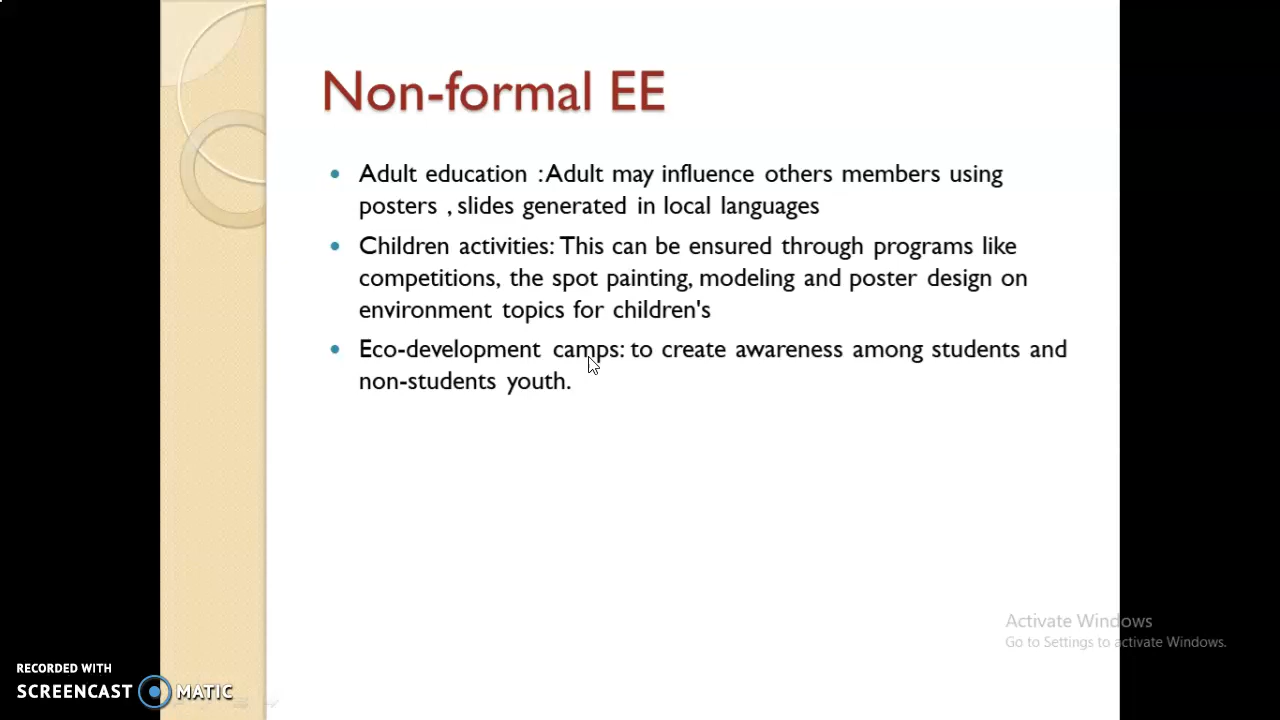 Non-formal EE
Adult education : Adult may influence others members using
posters , slides generated in local languages
Children activities: This can be ensured through programs like
competitions, the spot painting, modeling and poster design on
environment topics for children's
Eco-development camps: to create awareness among students and
non-students youth.
Activate Windows
Go to Settings to activate Windows.
RECORDED WITH
SCREENCAST MATIC